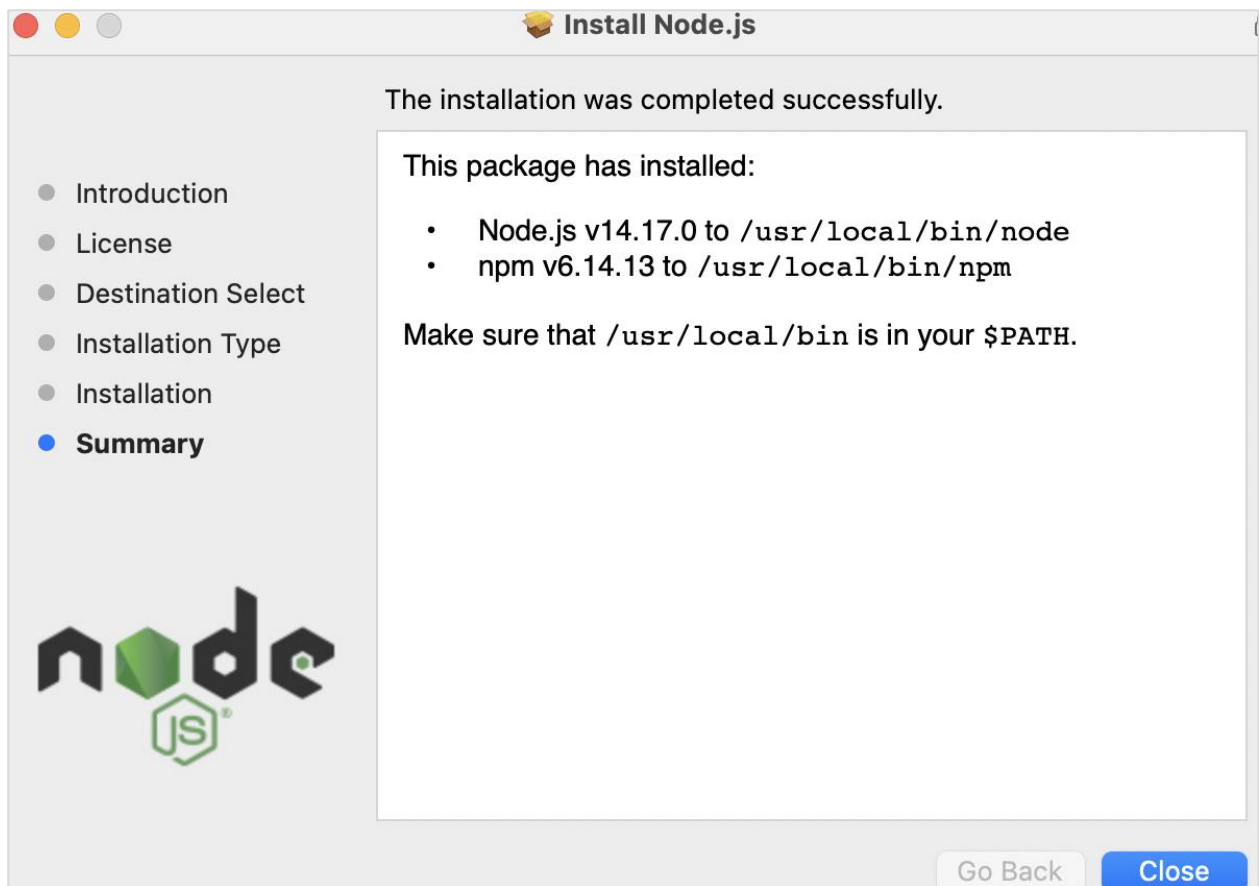 Install Node.js
The installation was completed successfully.
Introduction
License
Destination Select
Installation Type
Installation
Summary
This package has installed:
• Node.js v14.17.0 to /usr/local/bin/node
• npm v6.14.13 to /usr/local/bin/npm
Make sure that /usr/local/bin is in your $PATH.
node
JS®
Go Back
Close